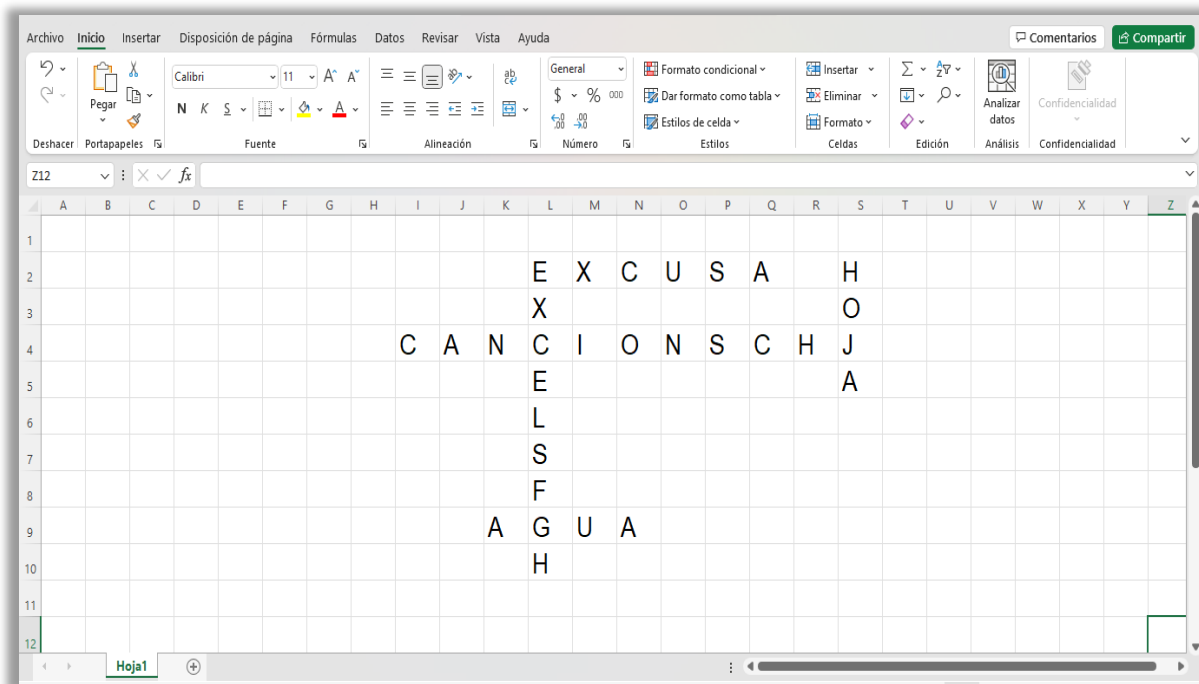 Archivo Inicio Insertar Disposición de página Fórmulas Datos Revisar Vista Ayuda Comentarios Compartir
Calibri 11 A^ A˅ ab General Formato condicional Insertar Σ
Pegar N K S A $ % 000 Dar formato como tabla Eliminar Analizar datos Confidencialidad
Estilos de celda Formato
Deshacer Portapapeles Fuente Alineación Número Estilos Celdas Edición Análisis Confidencialidad
Z12 fx
A B C D E F G H I J K L M N O P Q R S T U V W X Y Z
1
2 E X C U S A H
3 X O
4 C A N C I O N S C H J
5 E A
6 L
7 S
8 F
9 A G U A
10 H
11
12
Hoja1